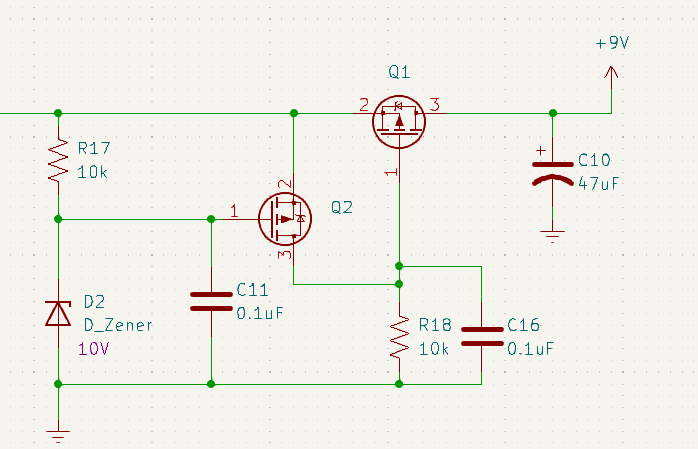 +9V
Q1
2
3
R17
10k
+
C10
47uF
1
2
Q2
1
3
C11
0.1uF
D2
D_Zener
10V
R18
10k
C16
0.1uF